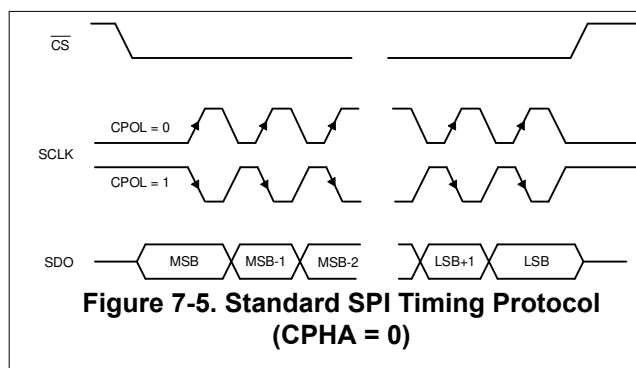 CS
CPOL = 0
SCLK
CPOL = 1
SDO
MSB
MSB-1
MSB-2
LSB+1
LSB
Figure 7-5. Standard SPI Timing Protocol
(CPHA = 0)